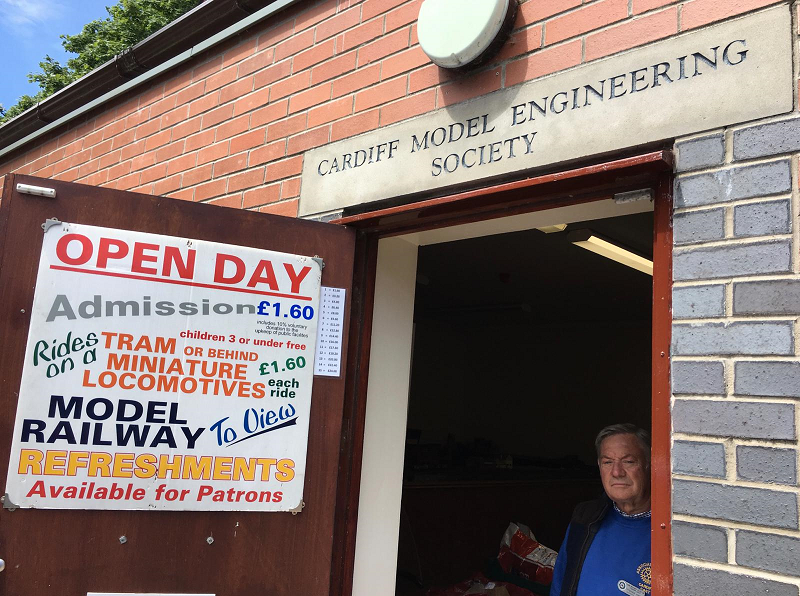 CARDIFF MODEL ENGINEERING
SOCIETY
OPEN DAY
Admission £1.60
includes 10% voluntary
donation to the
upkeep of public facilities
children 3 or under free
Rides on a TRAM OR BEHIND
MINIATURE
LOCOMOTIVES
£1.60
each
ride
MODEL
RAILWAY To View
REFRESHMENTS
Available for Patrons